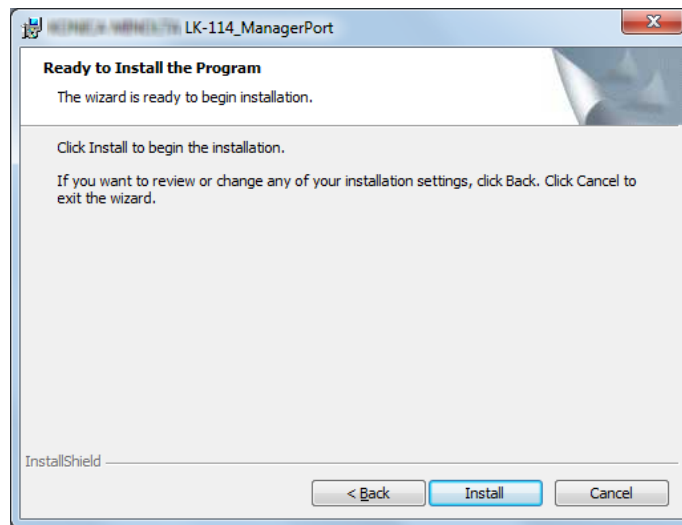 LK-114_ManagerPort
Ready to Install the Program
The wizard is ready to begin installation.
Click Install to begin the installation.
If you want to review or change any of your installation settings, click Back. Click Cancel to
exit the wizard.
InstallShield
< Back
Install
Cancel